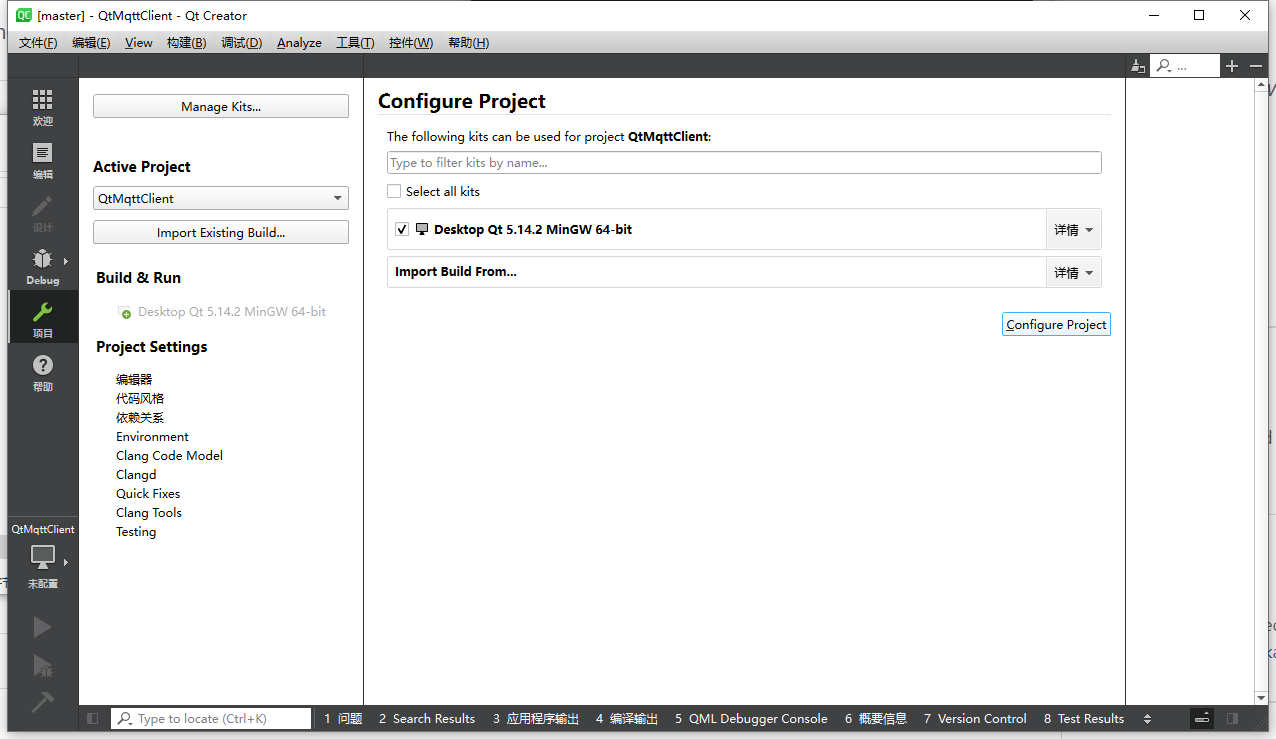 [master] - QtMqttClient - Qt Creator
文件(F) 编辑(E) View 构建(B) 调试(D) Analyze 工具(T) 控件(W) 帮助(H)
...
欢迎
编辑
设计
Debug
项目
帮助
QtMqttClient
未配置
Manage Kits...
Active Project
QtMqttClient
Import Existing Build...
Build & Run
Desktop Qt 5.14.2 MinGW 64-bit
Project Settings
编辑器
代码风格
依赖关系
Environment
Clang Code Model
Clangd
Quick Fixes
Clang Tools
Testing
Configure Project
The following kits can be used for project QtMqttClient:
Type to filter kits by name...
Select all kits
Desktop Qt 5.14.2 MinGW 64-bit 详情
Import Build From... 详情
Configure Project
Type to locate (Ctrl+K) 1 问题 2 Search Results 3 应用程序输出 4 编译输出 5 QML Debugger Console 6 概要信息 7 Version Control 8 Test Results